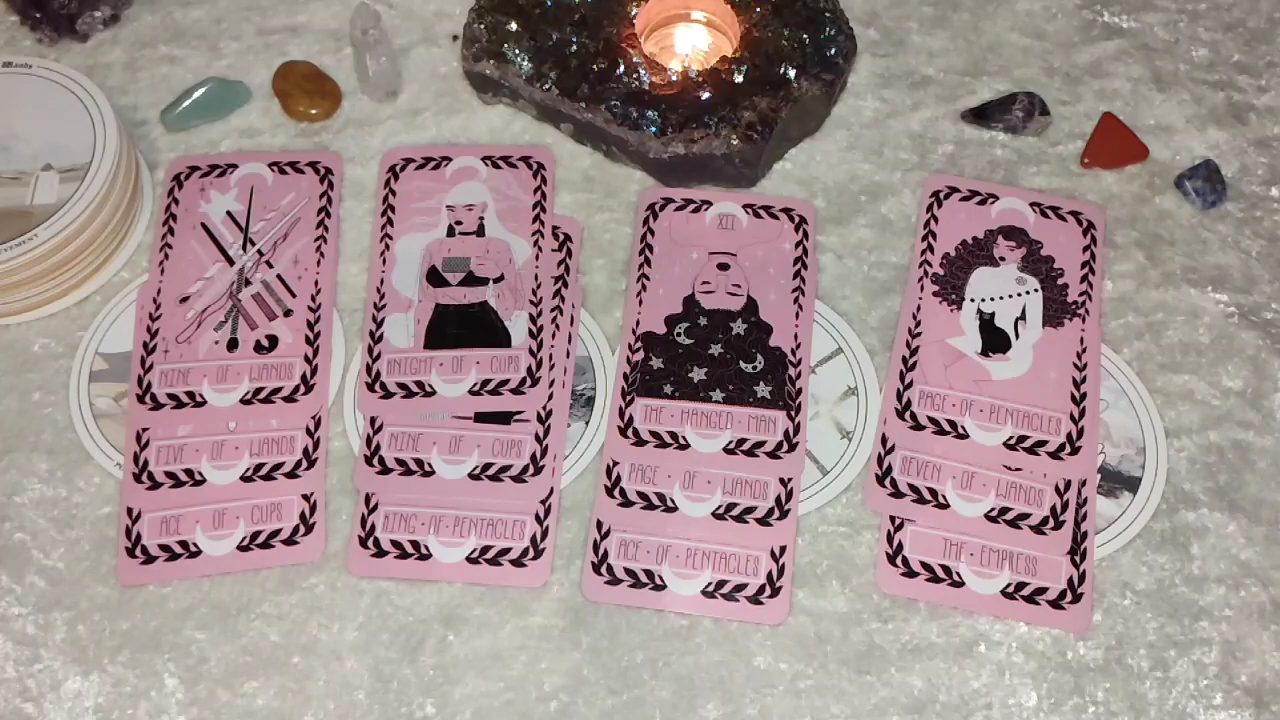 NINE · OF · WANDS
FIVE · OF · WANDS
ACE · OF · CUPS
KNIGHT · OF · CUPS
NINE · OF · CUPS
KING · OF · PENTACLES
XII
THE · HANGED · MAN
PAGE · OF · WANDS
ACE · OF · PENTACLES
PAGE · OF · PENTACLES
SEVEN · OF · WANDS
THE · EMPRESS